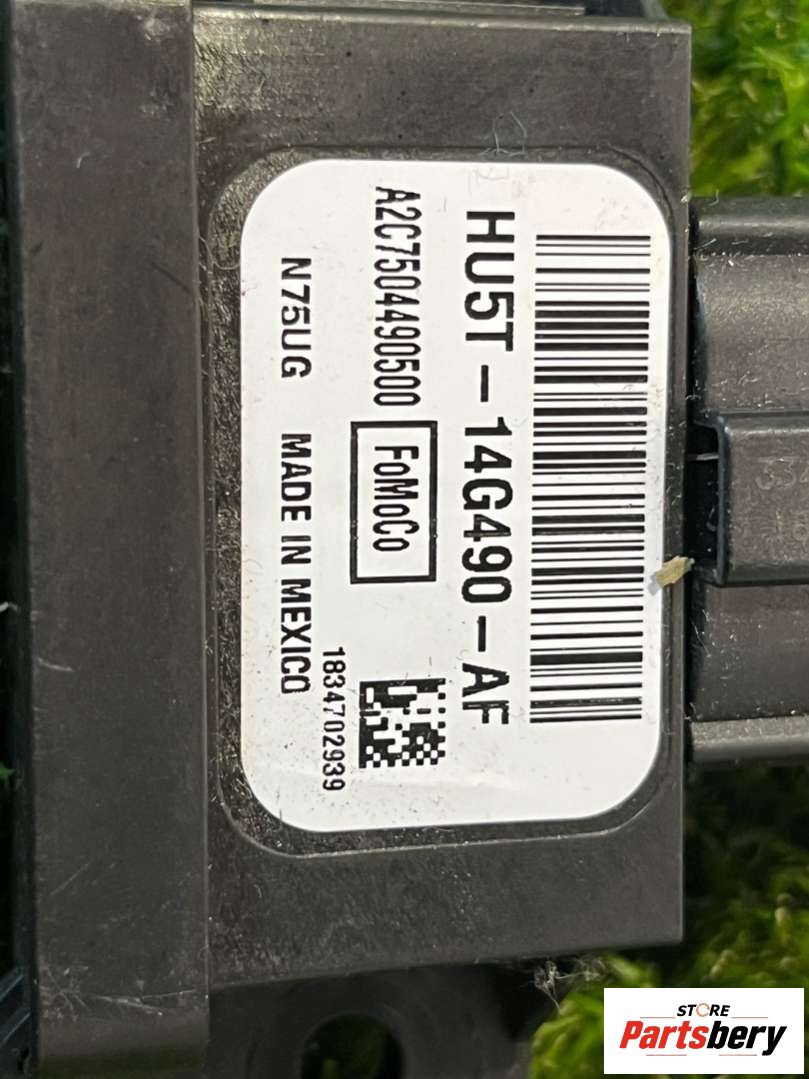 HU5T-14G490-AF
A2C7504490500
FoMoCo
1834702939
N75UG MADE IN MEXICO
STORE
Partsbery